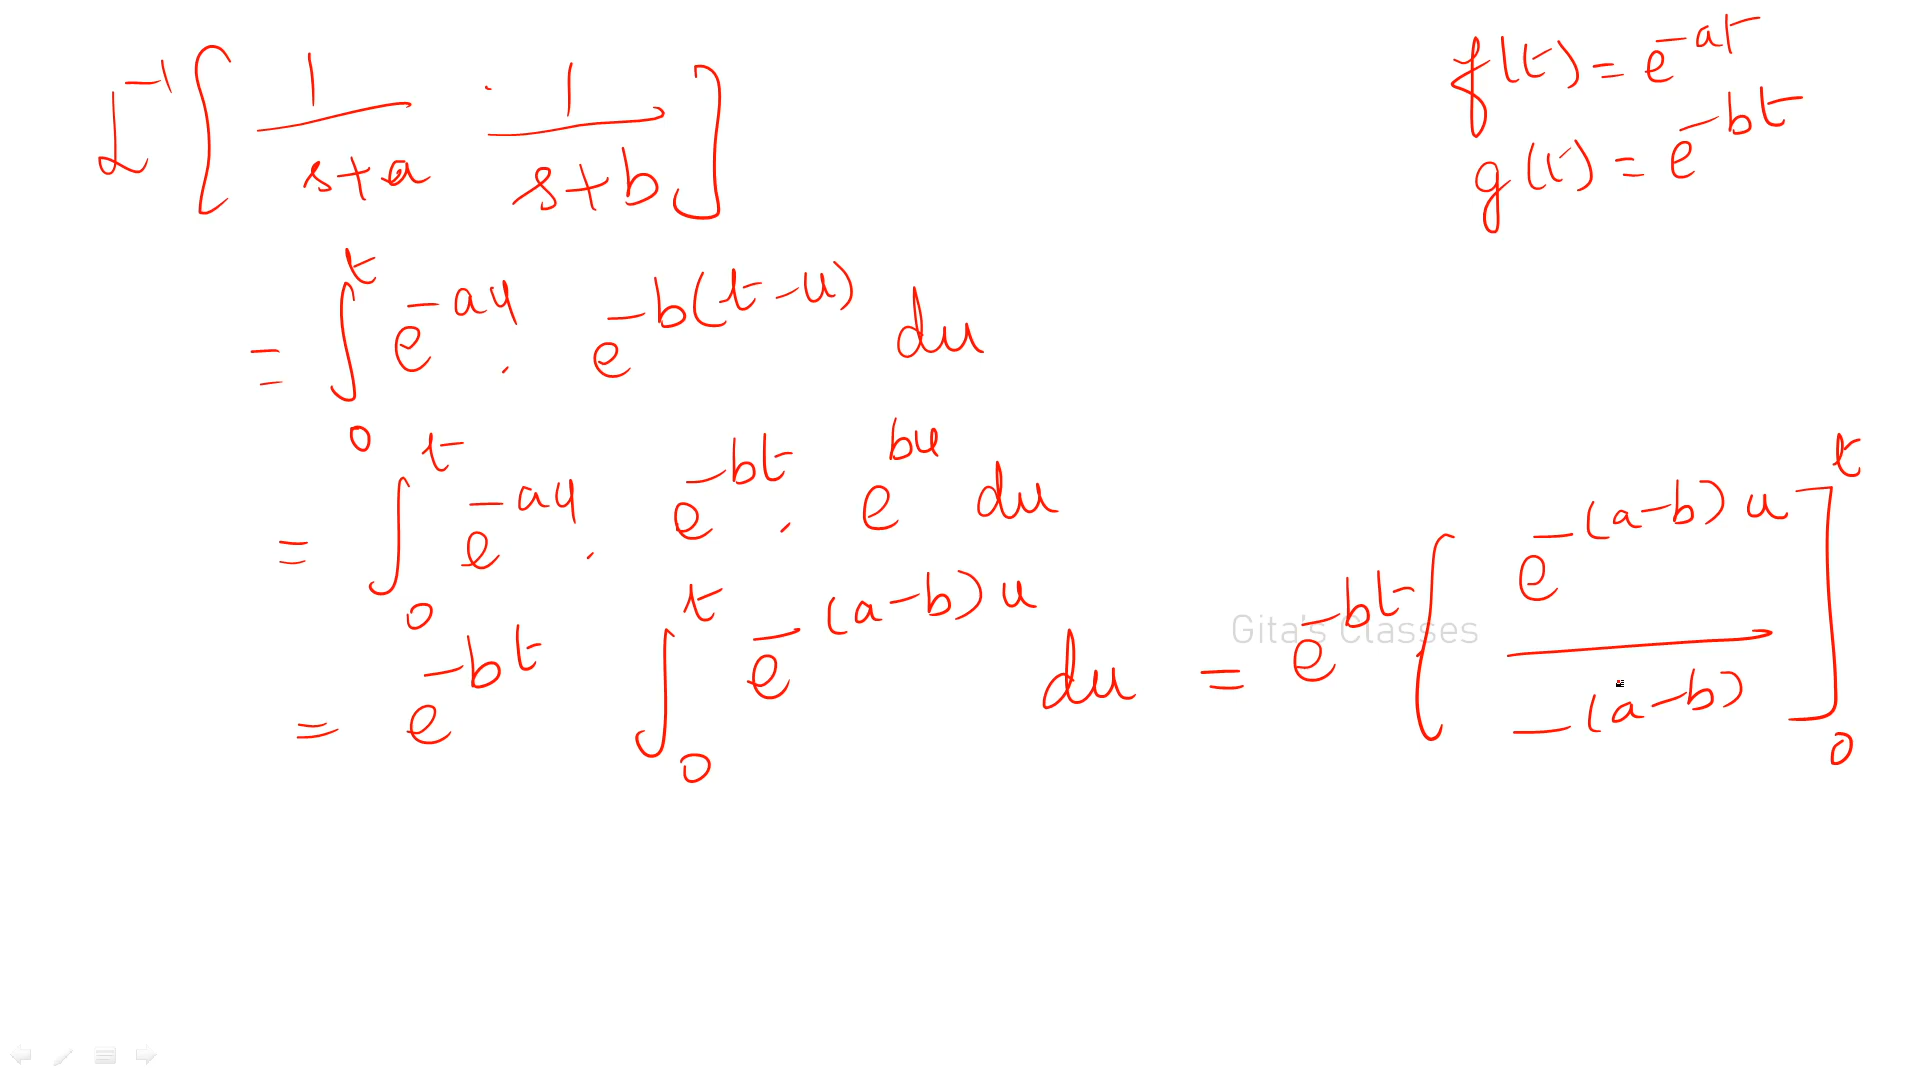 L⁻¹[ 1/(s+a) · 1/(s+b) ]
f(t) = e^(-at)
g(t) = e^(-bt)
= ∫₀ᵗ e^(-au) · e^(-b(t-u)) du
= ∫₀ᵗ e^(-au) · e^(-bt) · e^(bu) du
= e^(-bt) ∫₀ᵗ e^(-(a-b)u) du = e^(-bt) [ e^(-(a-b)u) / -(a-b) ]₀ᵗ
Gita's Classes